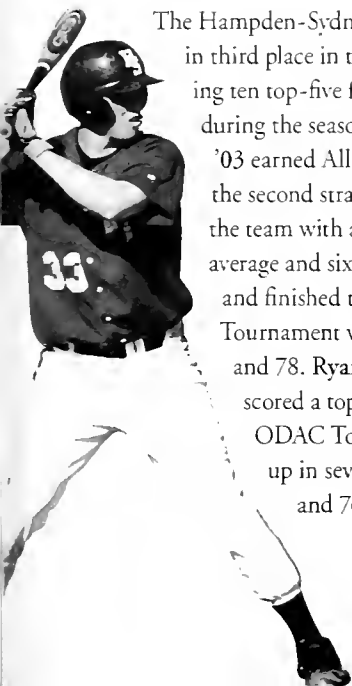 The Hampden-Sydn
in third place in t
ing ten top-five f
during the seaso
'03 earned All
the second stra
the team with a
average and six
and finished t
Tournament v
and 78. Ryan
scored a top
ODAC To
up in sev
and 7
33